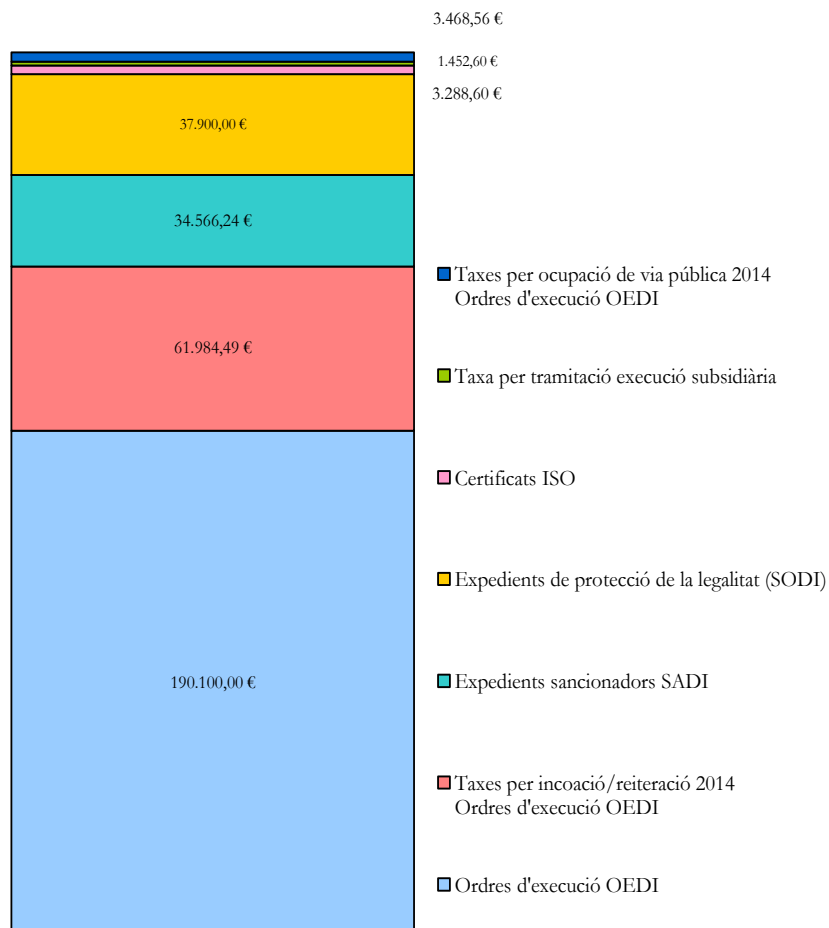 3.468,56 €
1.452,60 €
3.288,60 €
37.900,00 €
34.566,24 €
61.984,49 €
190.100,00 €
Taxes per ocupació de via pública 2014
Ordres d'execució OEDI
Taxa per tramitació execució subsidiària
Certificats ISO
Expedients de protecció de la legalitat (SODI)
Expedients sancionadors SADI
Taxes per incoació/reiteració 2014
Ordres d'execució OEDI
Ordres d'execució OEDI